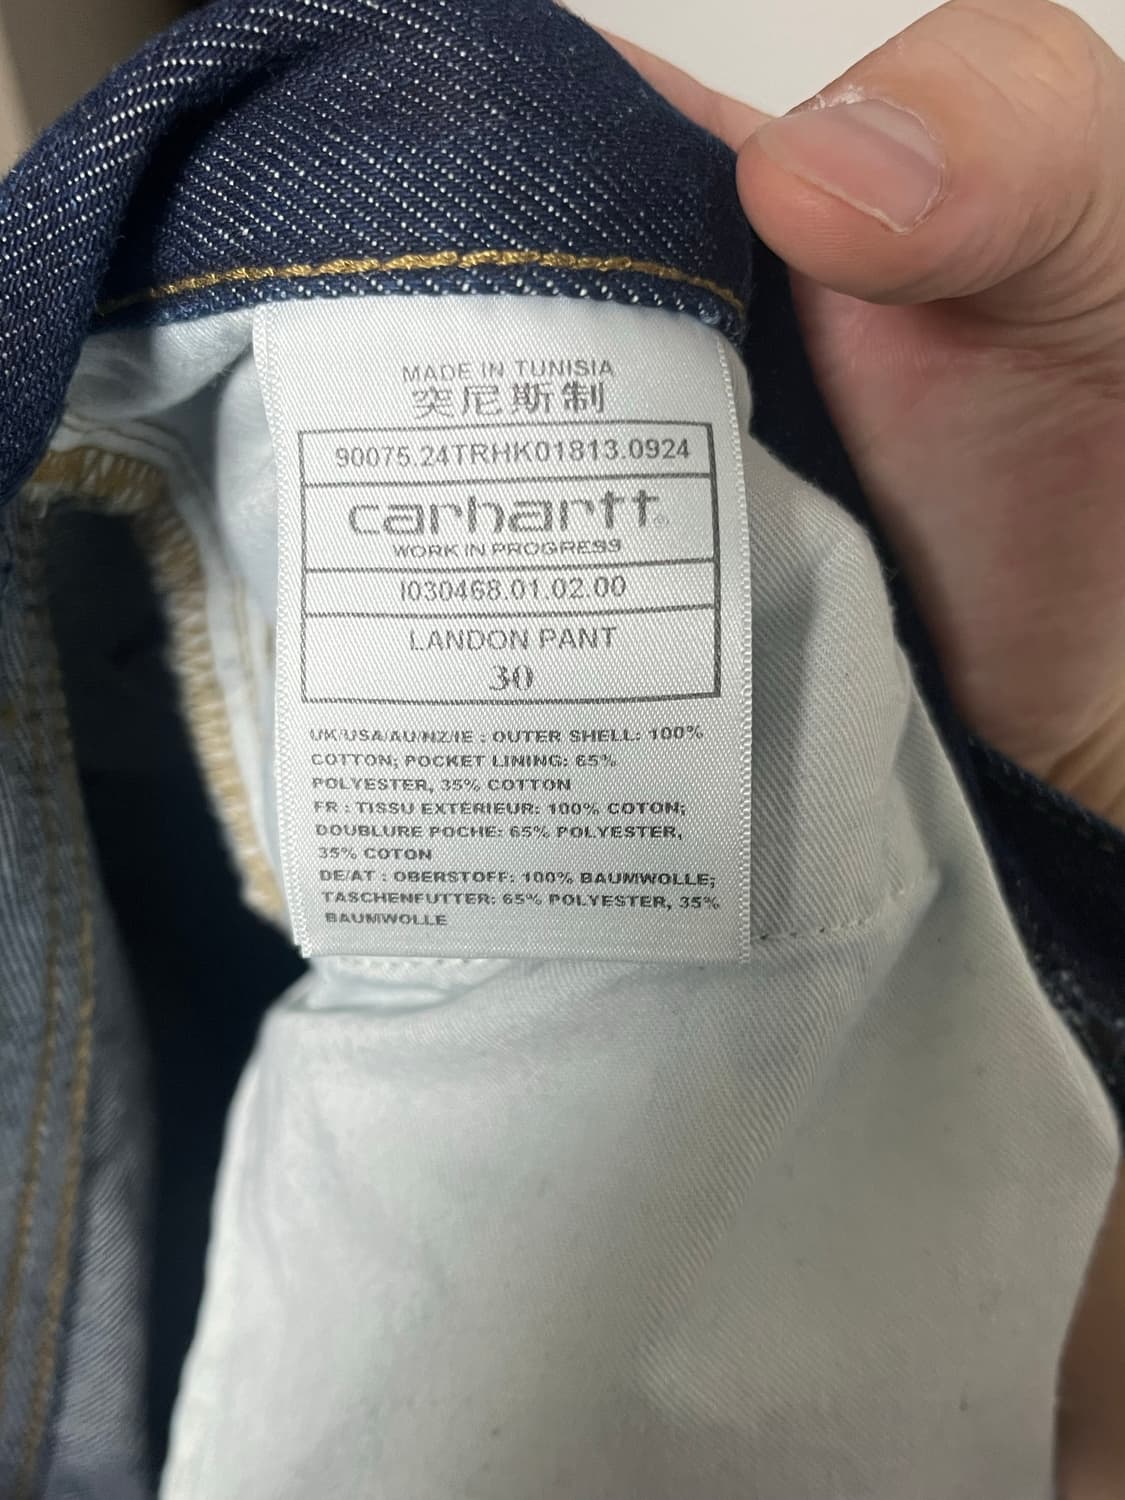 MADE IN TUNISIA
突尼斯制
90075.24TRHK01813.0924
carhartt®
WORK IN PROGRESS
I030468.01.02.00
LANDON PANT
30
UK/USA/AU/NZ/IE : OUTER SHELL: 100%
COTTON; POCKET LINING: 65%
POLYESTER, 35% COTTON
FR : TISSU EXTÉRIEUR: 100% COTON;
DOUBLURE POCHE: 65% POLYESTER,
35% COTON
DE/AT : OBERSTOFF: 100% BAUMWOLLE;
TASCHENFUTTER: 65% POLYESTER, 35%
BAUMWOLLE